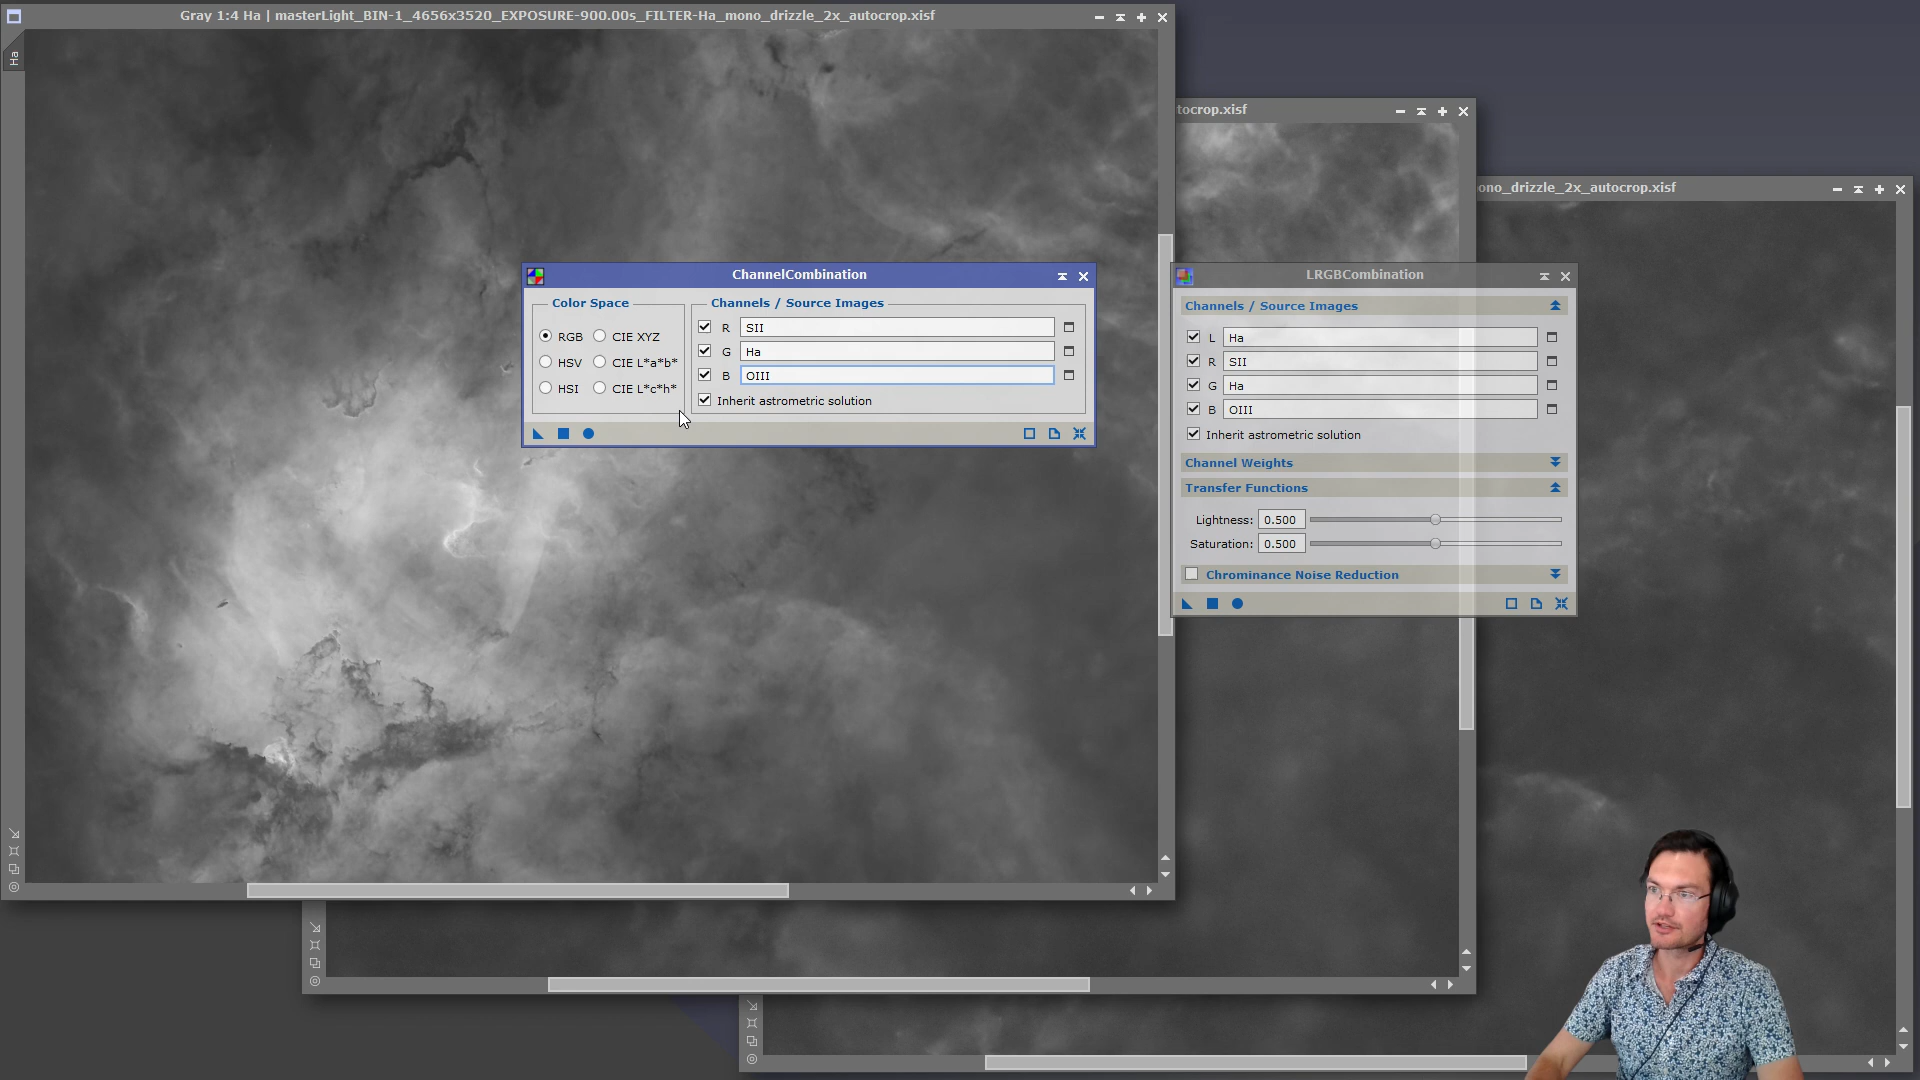 Gray 1:4 Ha | masterLight_BIN-1_4656x3520_EXPOSURE-900.00s_FILTER-Ha_mono_drizzle_2x_autocrop.xisf
Ha
tocrop.xisf
ono_drizzle_2x_autocrop.xisf
ChannelCombination
Color Space
RGB
CIE XYZ
HSV
CIE L*a*b*
HSI
CIE L*c*h*
Channels / Source Images
R SII
G Ha
B OIII
Inherit astrometric solution
LRGBCombination
Channels / Source Images
L Ha
R SII
G Ha
B OIII
Inherit astrometric solution
Channel Weights
Transfer Functions
Lightness: 0.500
Saturation: 0.500
Chrominance Noise Reduction